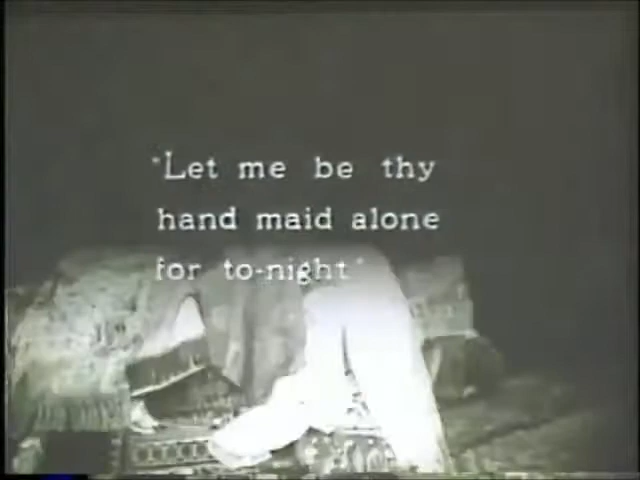 "Let me be thy
hand maid alone
for to-night"